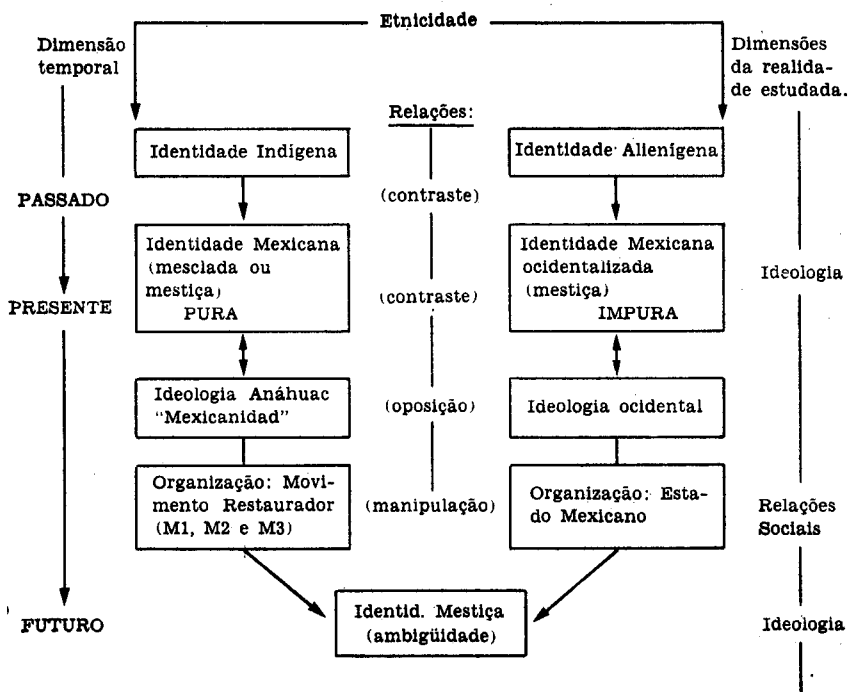 Etnicidade
Dimensão
temporal
Dimensões
da realida-
de estudada.
Relações:
Identidade Indígena
Identidade Alienígena
PASSADO
(contraste)
Identidade Mexicana
(mesclada ou
mestiça)
PURA
Identidade Mexicana
ocidentalizada
(mestiça)
IMPURA
Ideologia
PRESENTE
(contraste)
Ideologia Anáhuac
"Mexicanidad"
(oposição)
Ideologia ocidental
Organização: Movi-
mento Restaurador
(M1, M2 e M3)
(manipulação)
Organização: Esta-
do Mexicano
Relações
Sociais
FUTURO
Identid. Mestiça
(ambigüidade)
Ideologia